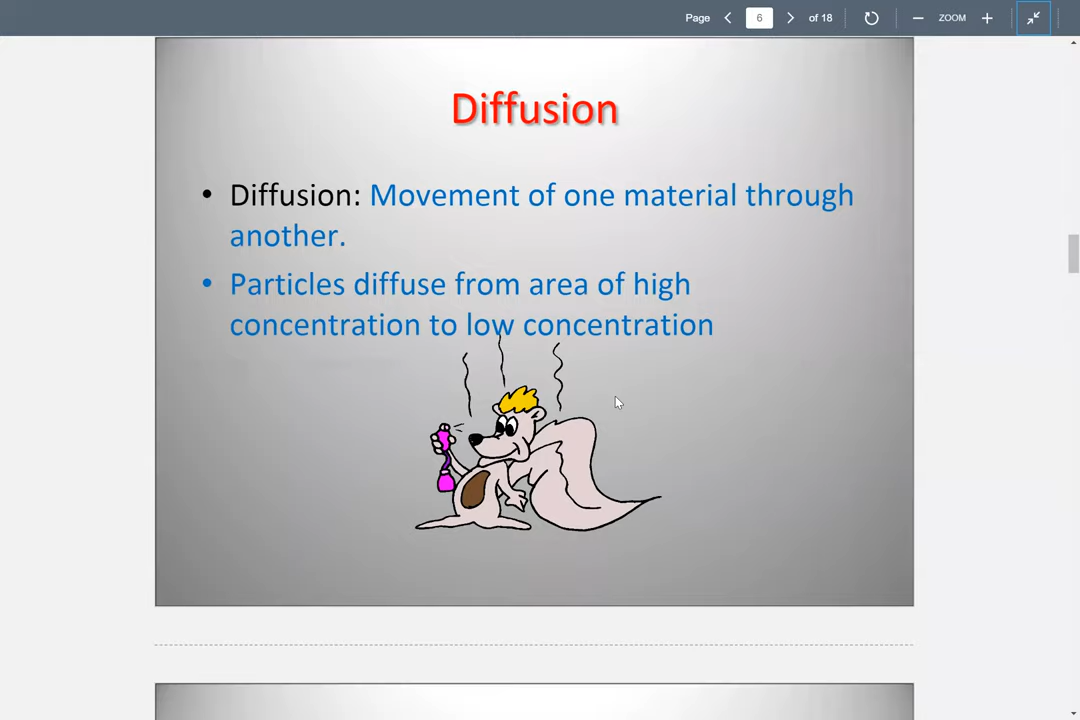 Page 6 of 18 ZOOM
Diffusion
• Diffusion: Movement of one material through
another.
• Particles diffuse from area of high
concentration to low concentration